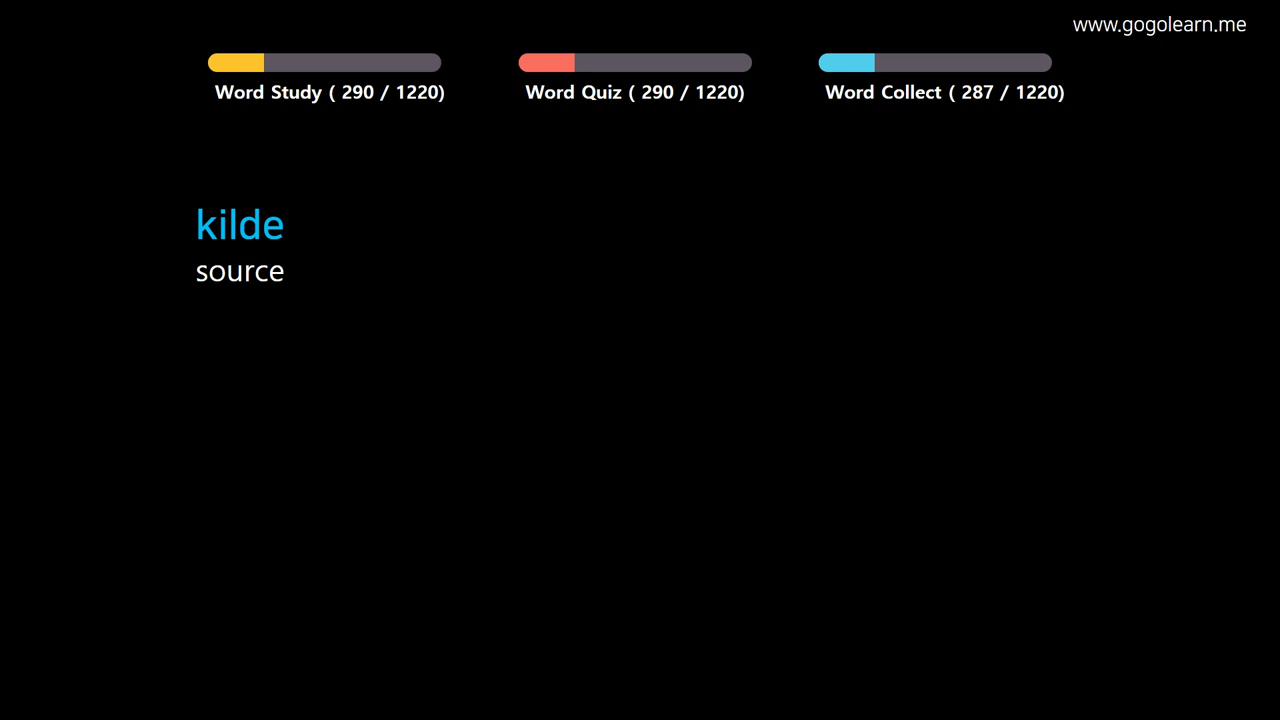 www.gogolearn.me
Word Study ( 290 / 1220)
Word Quiz ( 290 / 1220)
Word Collect ( 287 / 1220)
kilde
source